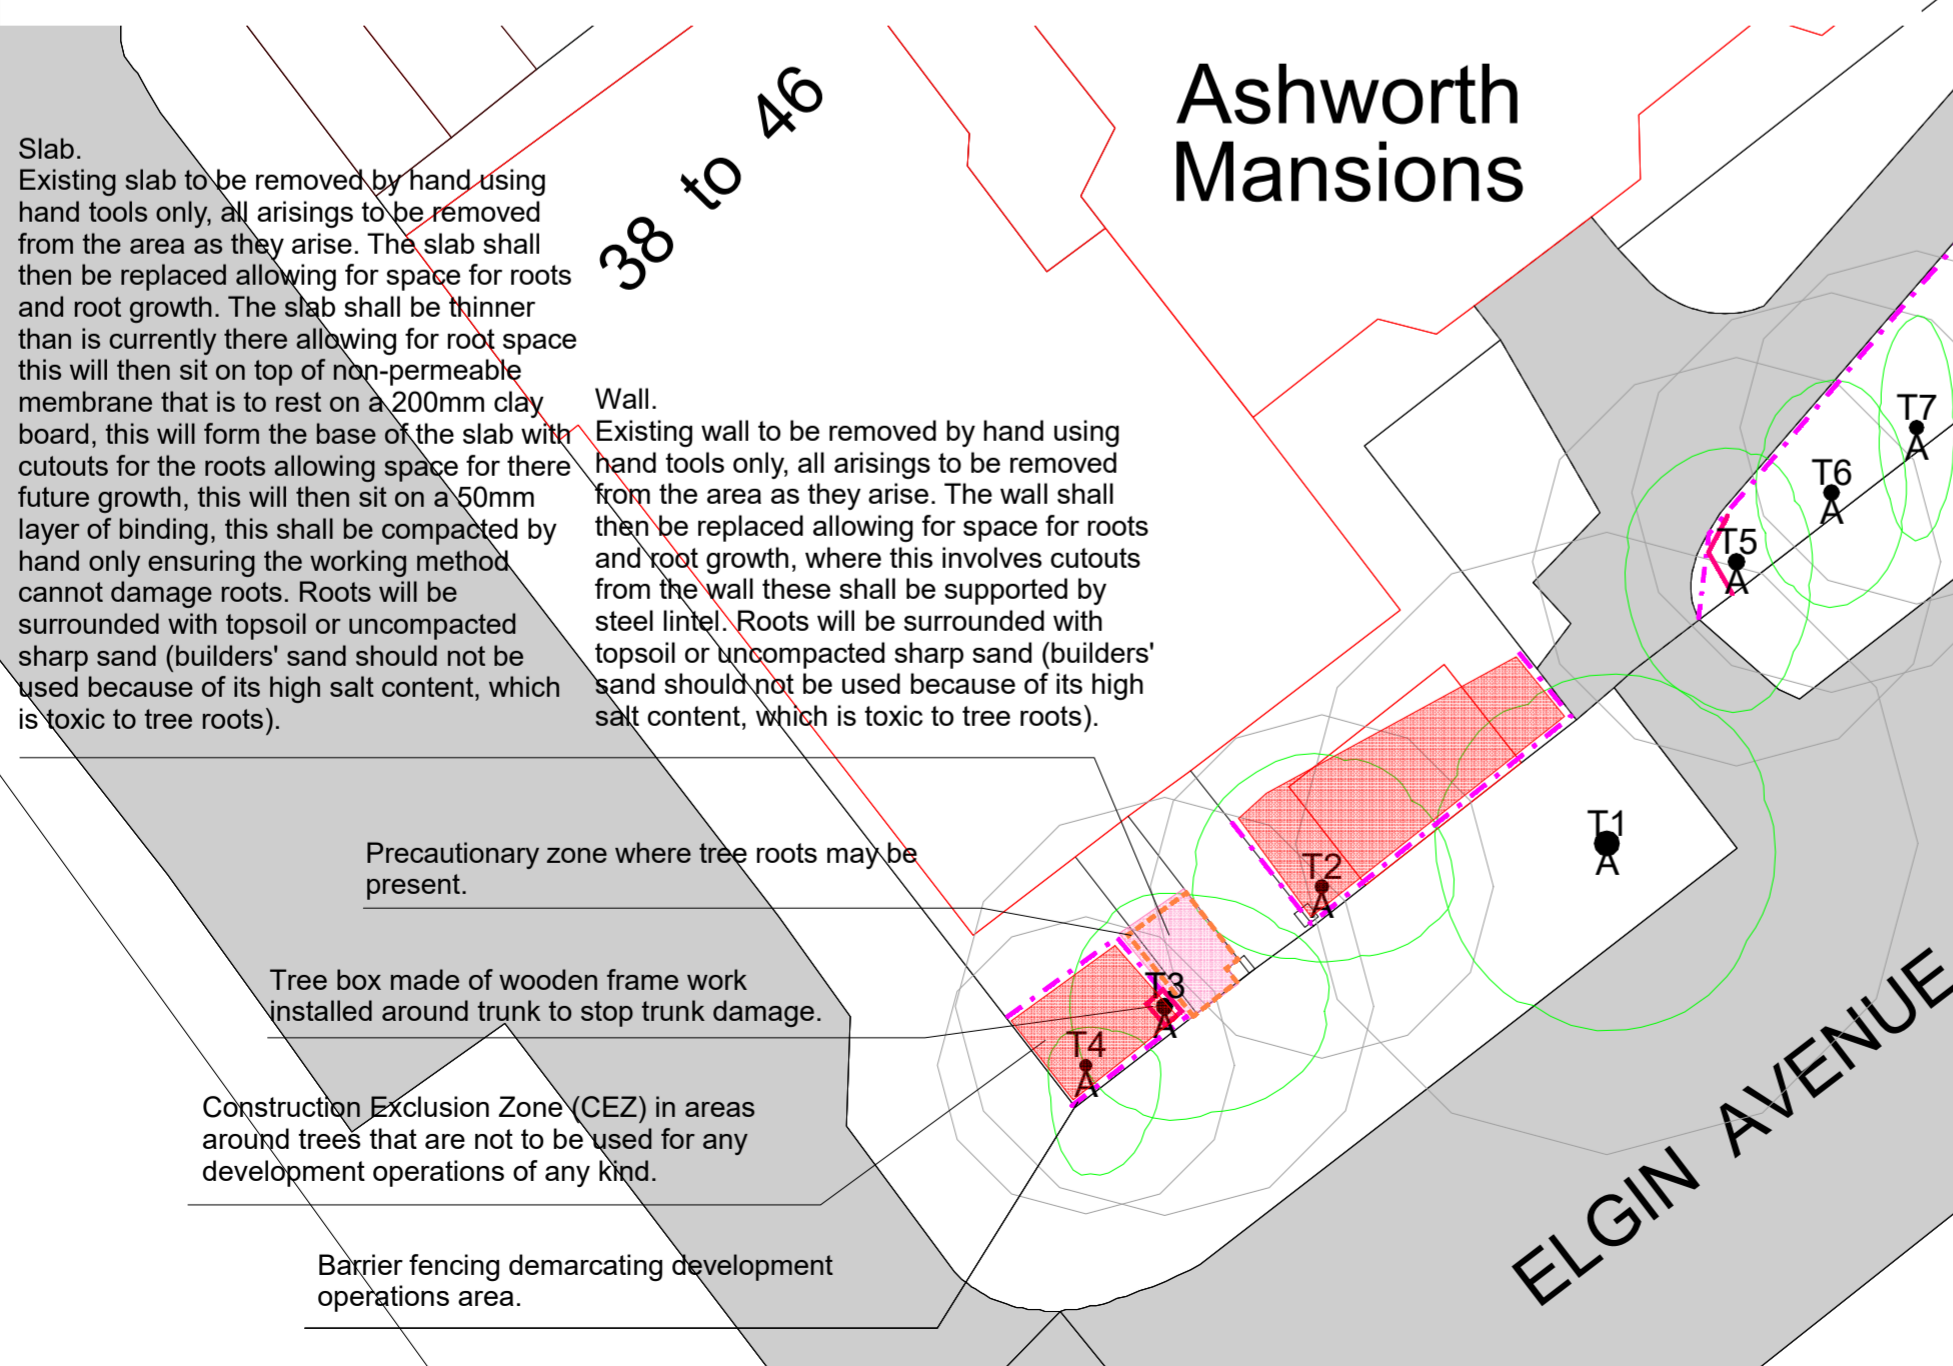 Ashworth
Mansions
38 to 46
Slab.
Existing slab to be removed by hand using
hand tools only, all arisings to be removed
from the area as they arise. The slab shall
then be replaced allowing for space for roots
and root growth. The slab shall be thinner
than is currently there allowing for root space
this will then sit on top of non-permeable
membrane that is to rest on a 200mm clay
board, this will form the base of the slab with
cutouts for the roots allowing space for there
future growth, this will then sit on a 50mm
layer of binding, this shall be compacted by
hand only ensuring the working method
cannot damage roots. Roots will be
surrounded with topsoil or uncompacted
sharp sand (builders' sand should not be
used because of its high salt content, which
is toxic to tree roots).
Wall.
Existing wall to be removed by hand using
hand tools only, all arisings to be removed
from the area as they arise. The wall shall
then be replaced allowing for space for roots
and root growth, where this involves cutouts
from the wall these shall be supported by
steel lintel. Roots will be surrounded with
topsoil or uncompacted sharp sand (builders'
sand should not be used because of its high
salt content, which is toxic to tree roots).
T7
A
T6
A
T5
A
T1
A
T2
A
T3
A
T4
A
Precautionary zone where tree roots may be
present.
Tree box made of wooden frame work
installed around trunk to stop trunk damage.
Construction Exclusion Zone (CEZ) in areas
around trees that are not to be used for any
development operations of any kind.
Barrier fencing demarcating development
operations area.
ELGIN AVENUE